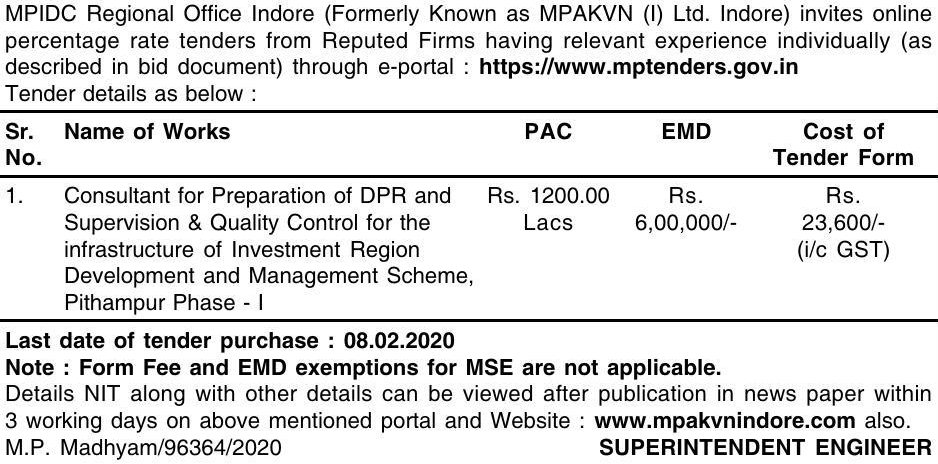 MPIDC Regional Office Indore (Formerly Known as MPAKVN (I) Ltd. Indore) invites online
percentage rate tenders from Reputed Firms having relevant experience individually (as
described in bid document) through e-portal : https://www.mptenders.gov.in
Tender details as below :
Sr. Name of Works PAC EMD Cost of
No. Tender Form
1. Consultant for Preparation of DPR and Rs. 1200.00 Rs. Rs.
Supervision & Quality Control for the Lacs 6,00,000/- 23,600/-
infrastructure of Investment Region (i/c GST)
Development and Management Scheme,
Pithampur Phase - I
Last date of tender purchase : 08.02.2020
Note : Form Fee and EMD exemptions for MSE are not applicable.
Details NIT along with other details can be viewed after publication in news paper within
3 working days on above mentioned portal and Website : www.mpakvnindore.com also.
M.P. Madhyam/96364/2020 SUPERINTENDENT ENGINEER